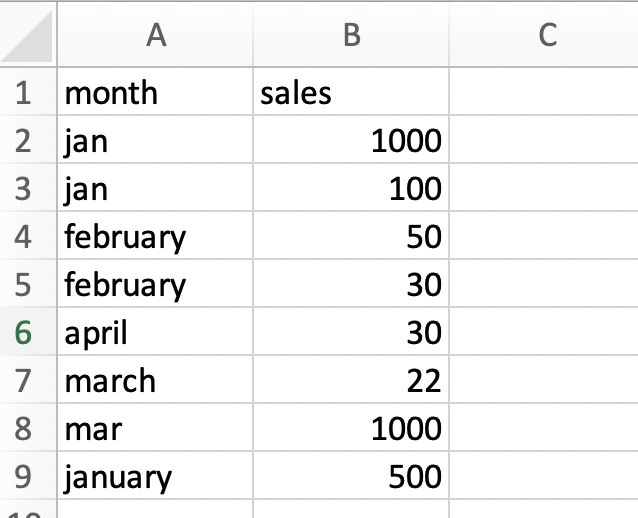 A B C
1 month sales
2 jan 1000
3 jan 100
4 february 50
5 february 30
6 april 30
7 march 22
8 mar 1000
9 january 500
10